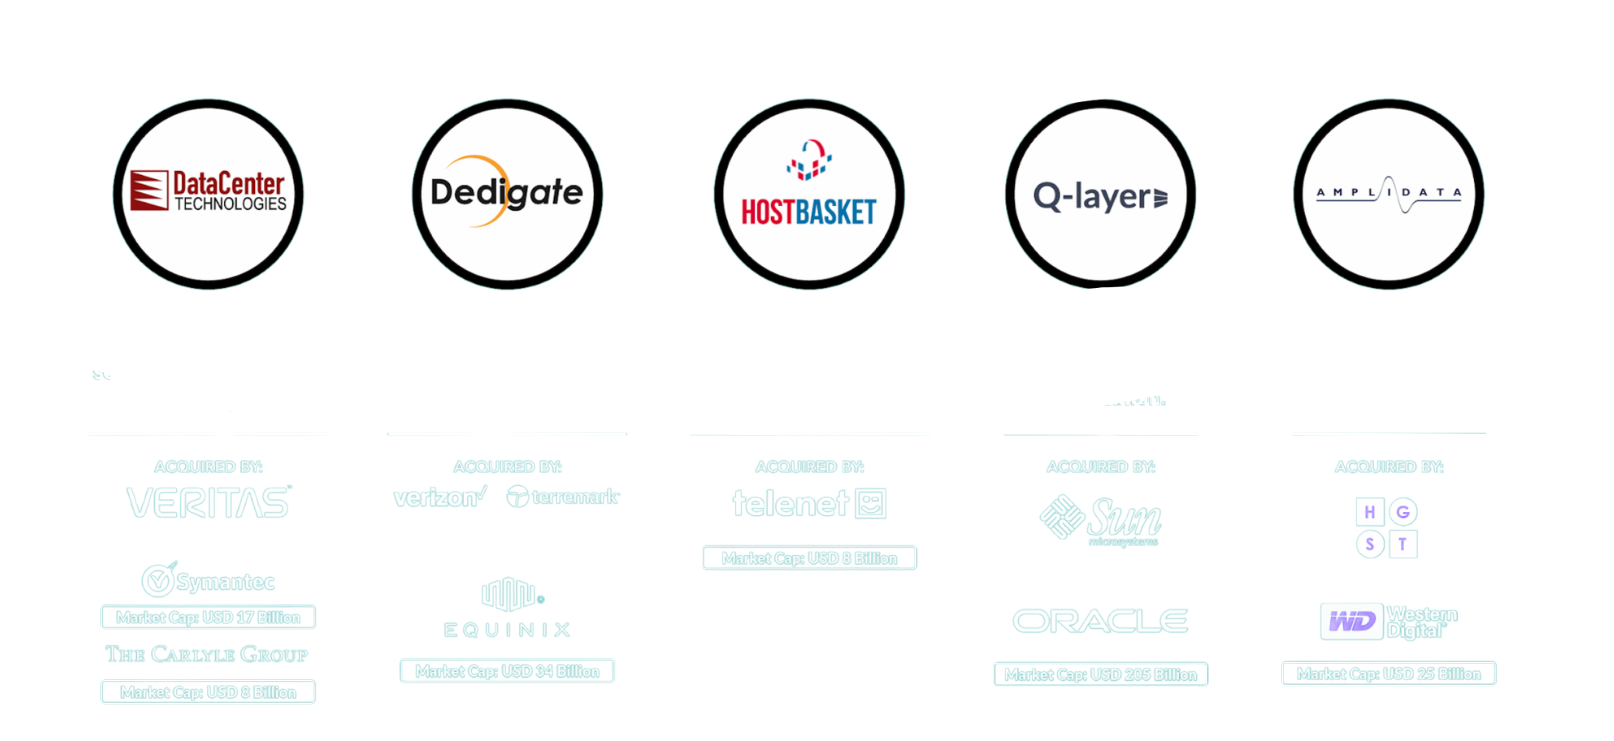 DataCenter
TECHNOLOGIES
Dedigate
HOSTBASKET
Q-layer
AMPLIDATA
ACQUIRED BY:
VERITAS™
Symantec
Market Cap: USD 17 Billion
THE CARLYLE GROUP
Market Cap: USD 8 Billion
ACQUIRED BY:
verizon terremark
EQUINIX
Market Cap: USD 34 Billion
ACQUIRED BY:
telenet
Market Cap: USD 8 Billion
ACQUIRED BY:
Sun
microsystems
ORACLE
Market Cap: USD 205 Billion
ACQUIRED BY:
H G
S T
WD Western
Digital
Market Cap: USD 25 Billion